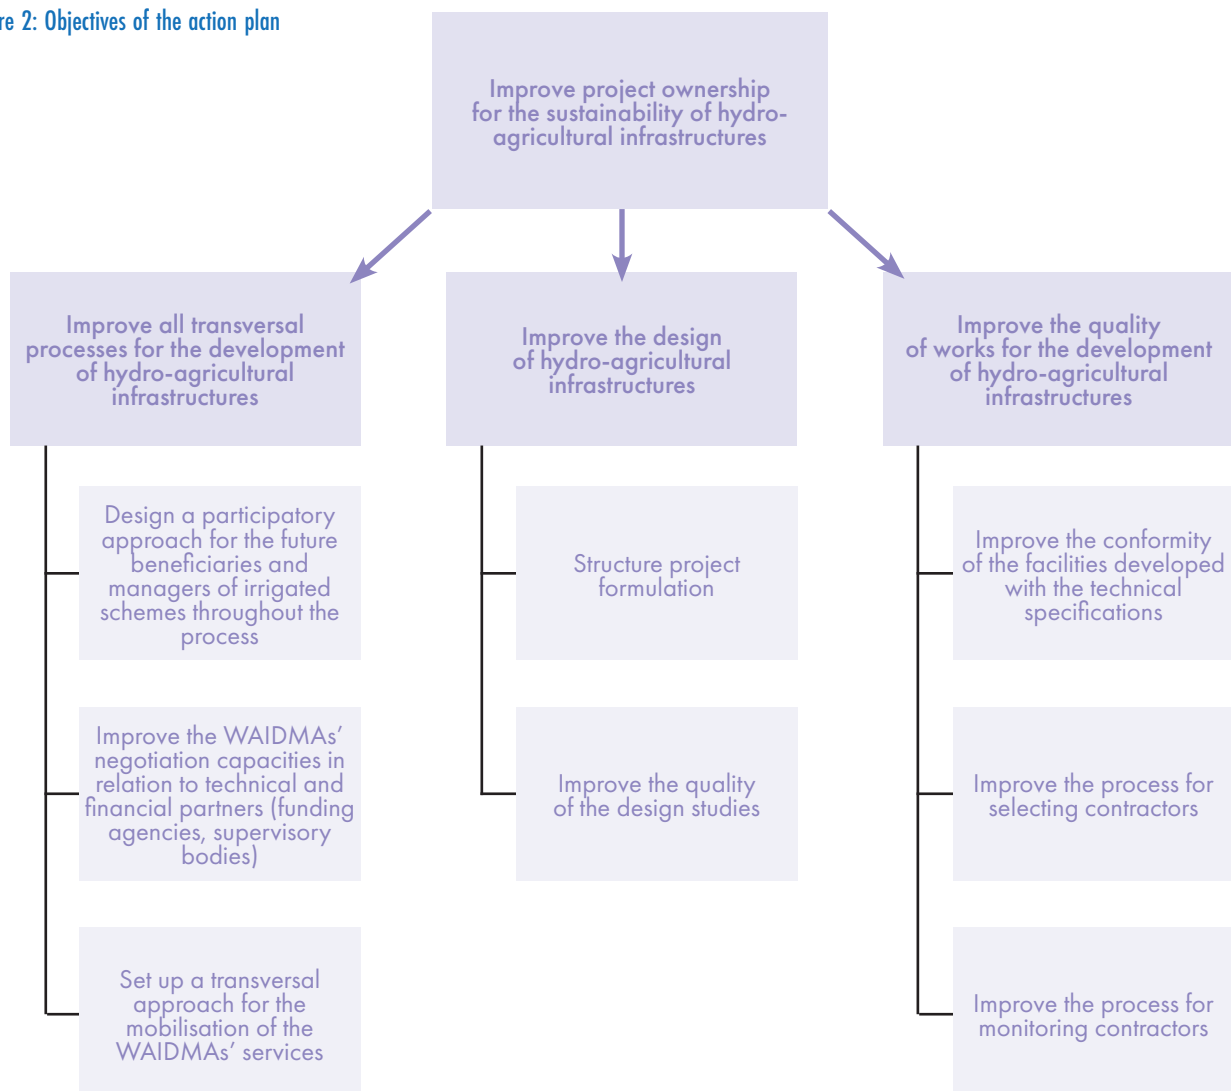 2: Objectives of the action plan
Improve project ownership
for the sustainability of hydro-
agricultural infrastructures
Improve all transversal
processes for the development
of hydro-agricultural
infrastructures
Improve the design
of hydro-agricultural
infrastructures
Improve the quality
of works for the development
of hydro-agricultural
infrastructures
Design a participatory
approach for the future
beneficiaries and
managers of irrigated
schemes throughout the
process
Improve the WAIDMAs’
negotiation capacities in
relation to technical and
financial partners (funding
agencies, supervisory
bodies)
Set up a transversal
approach for the
mobilisation of the
WAIDMAs’ services
Structure project
formulation
Improve the quality
of the design studies
Improve the conformity
of the facilities developed
with the technical
specifications
Improve the process for
selecting contractors
Improve the process for
monitoring contractors